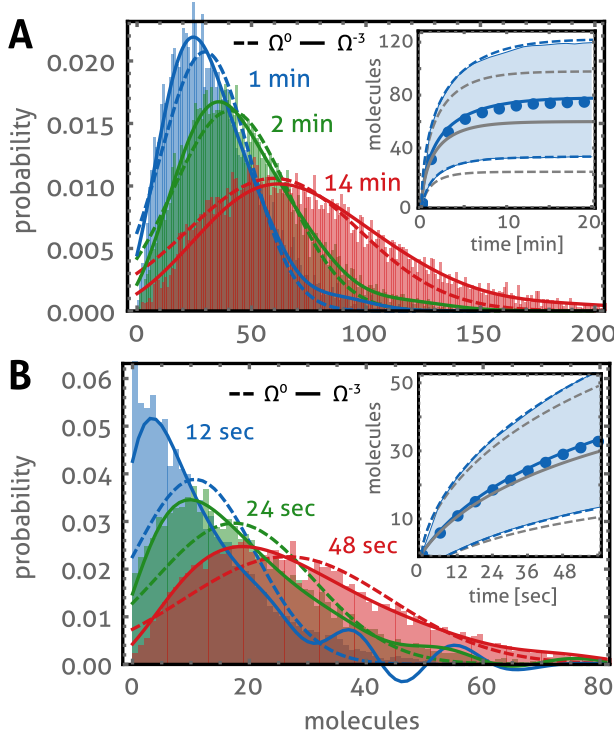 A
probability
0.020
0.015
0.010
0.005
0.000
0
50
100
150
200
Ω⁰
Ω⁻³
1 min
2 min
14 min
molecules
120
80
40
0
0
10
20
time [min]
B
probability
0.06
0.05
0.04
0.03
0.02
0.01
0.00
0
20
40
60
80
molecules
Ω⁰
Ω⁻³
12 sec
24 sec
48 sec
molecules
50
30
10
0
12
24
36
48
time [sec]